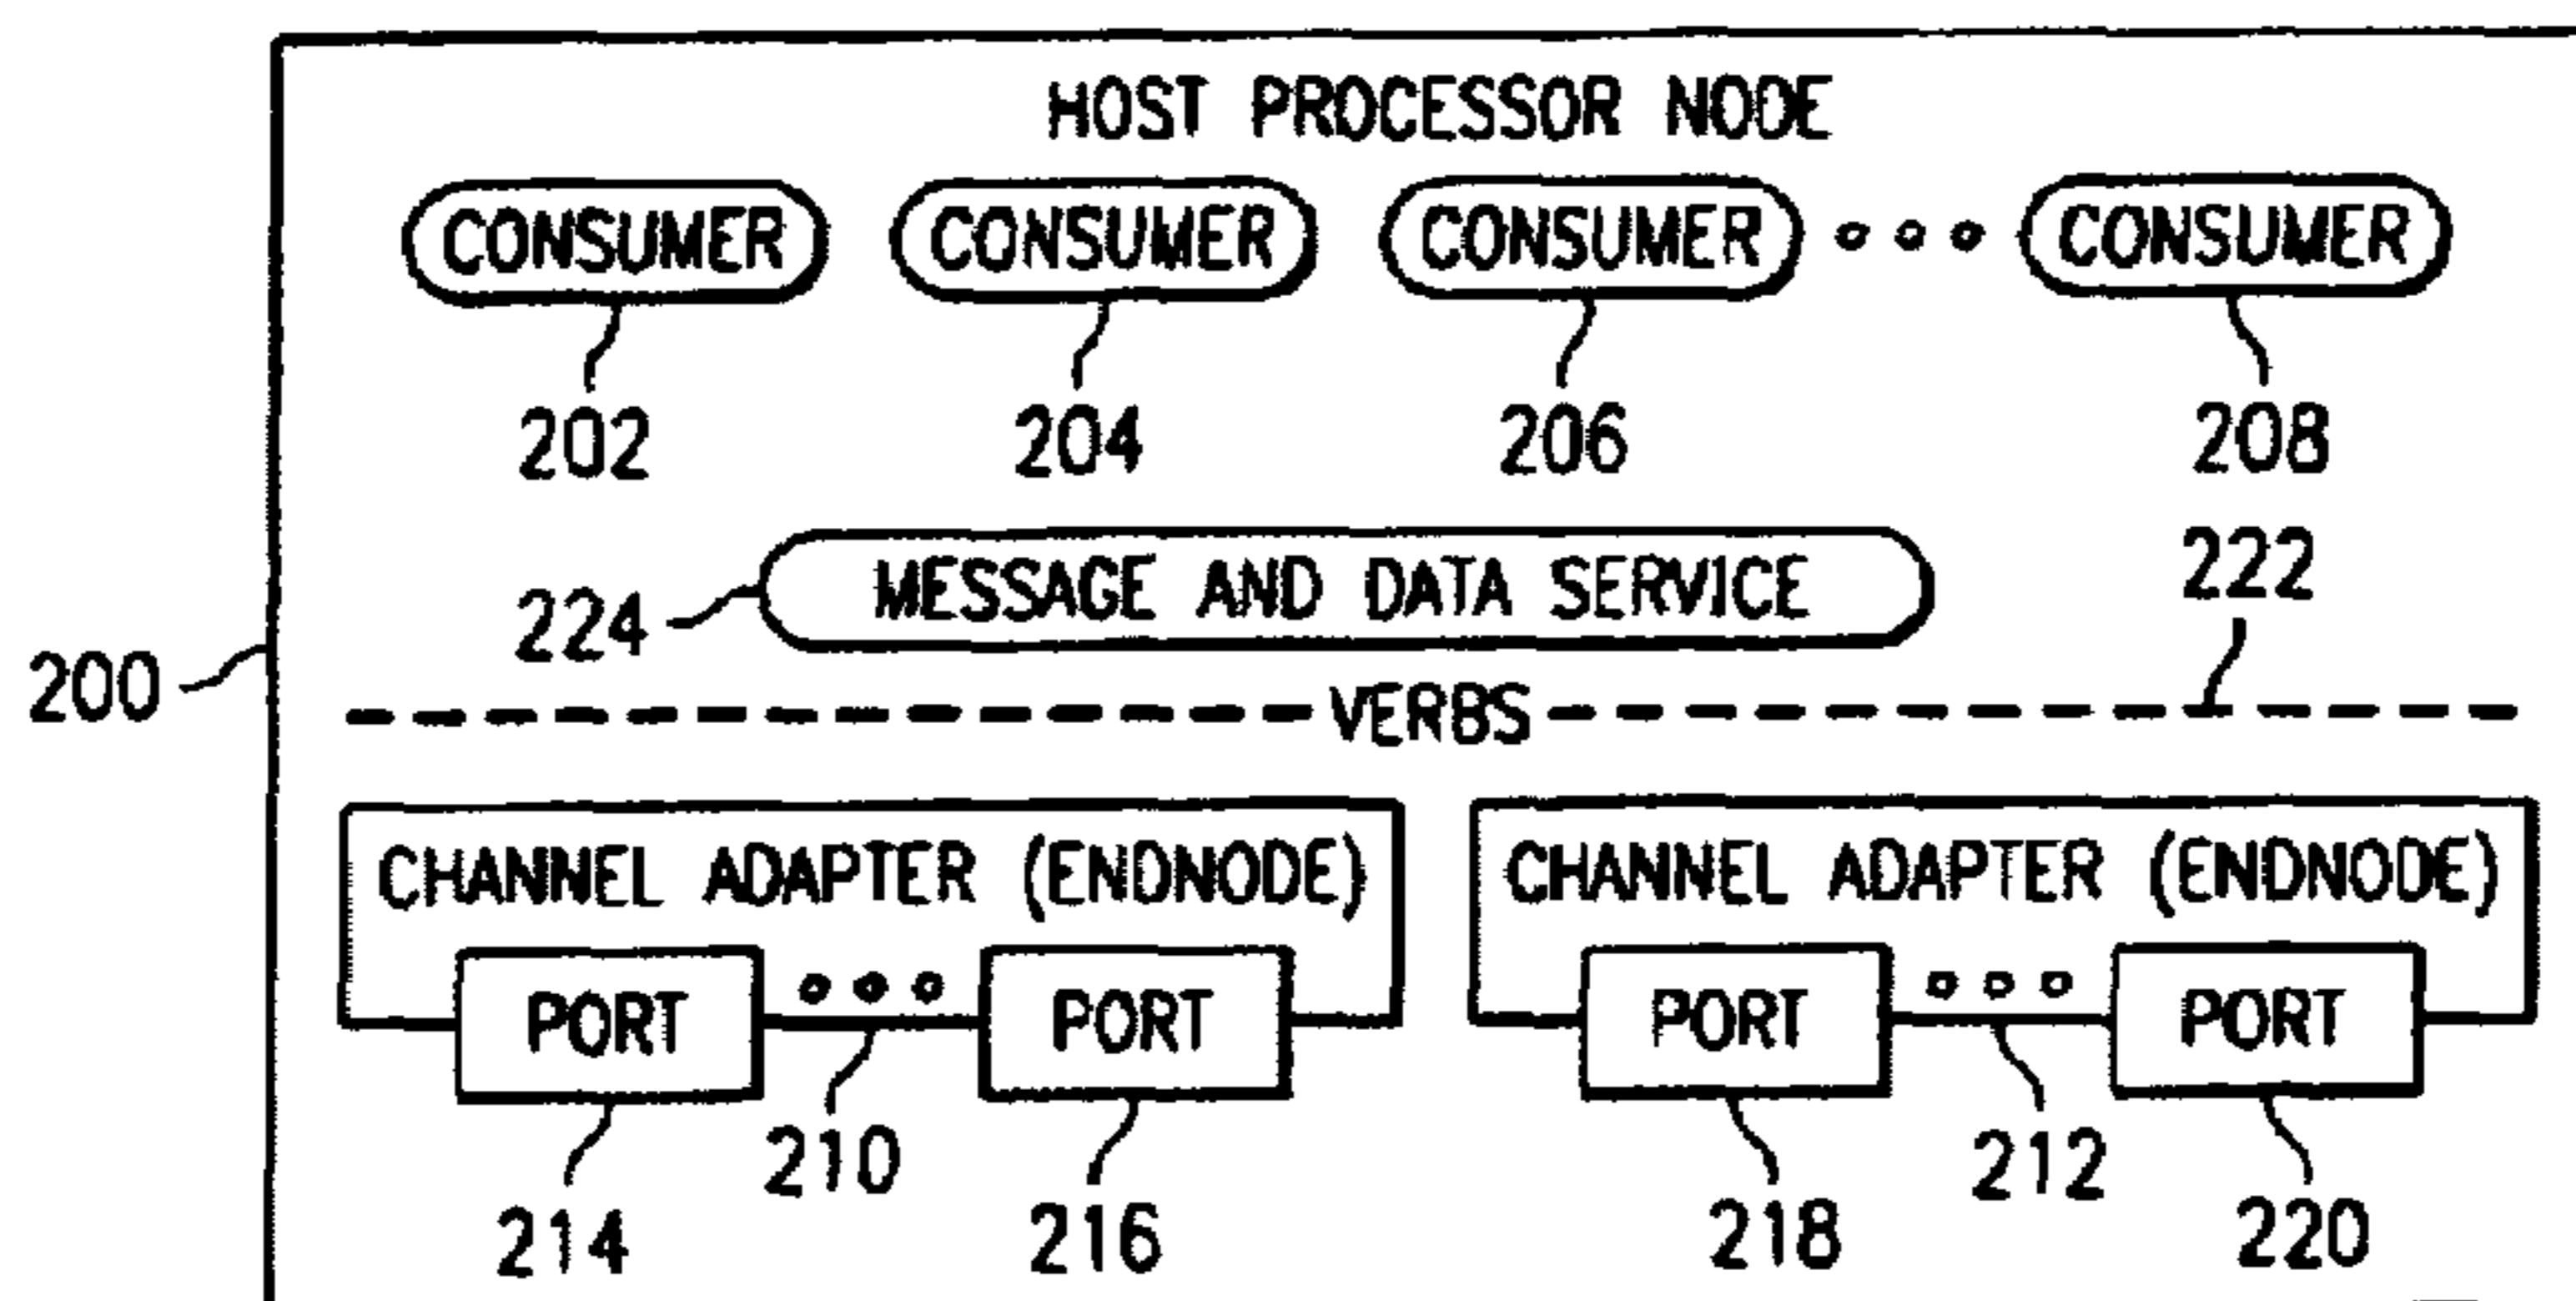 HOST PROCESSOR NODE
CONSUMER CONSUMER CONSUMER CONSUMER
202 204 206 208
222
MESSAGE AND DATA SERVICE
224
200
VERBS
CHANNEL ADAPTER (ENDNODE) CHANNEL ADAPTER (ENDNODE)
PORT PORT PORT PORT
210 212
214 216 218 220